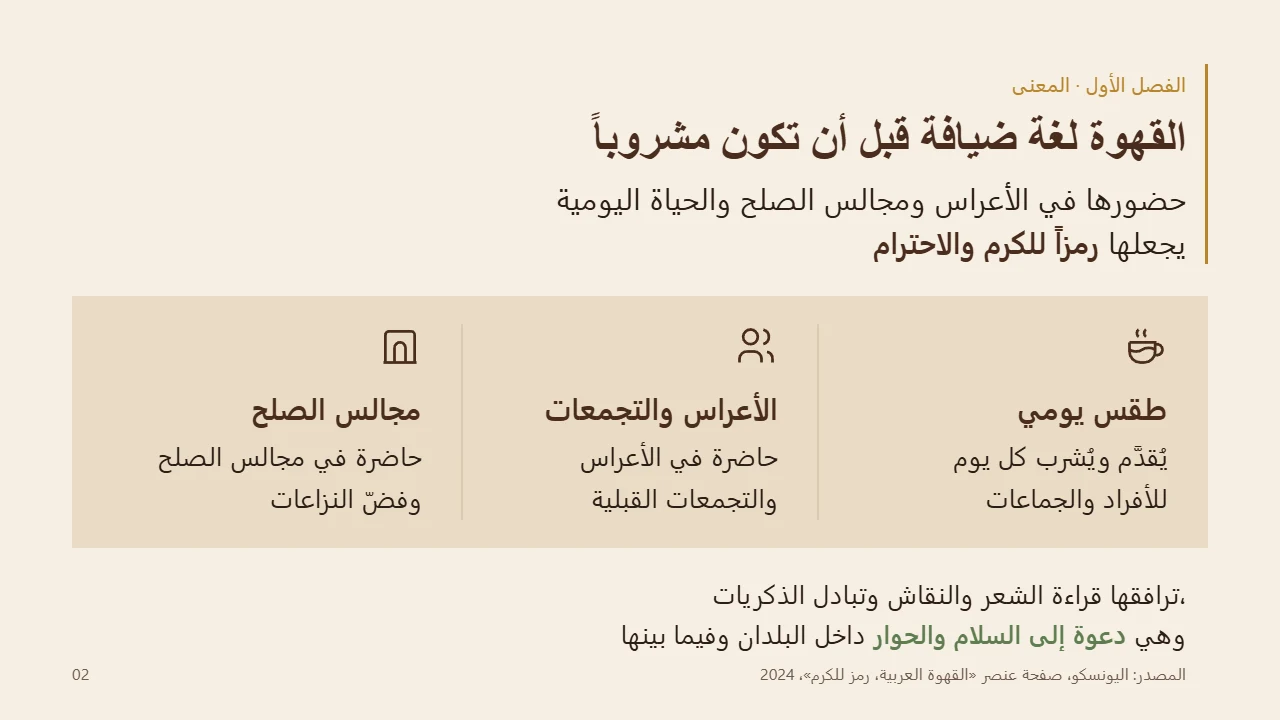 الفصل الأول · المعنى
القهوة لغة ضيافة قبل أن تكون مشروباً
حضورها في الأعراس ومجالس الصلح والحياة اليومية
يجعلها رمزاً للكرم والاحترام
طقس يومي
يُقدَّم ويُشرب كل يوم
للأفراد والجماعات
الأعراس والتجمعات
حاضرة في الأعراس
والتجمعات القبلية
مجالس الصلح
حاضرة في مجالس الصلح
وفضّ النزاعات
،ترافقها قراءة الشعر والنقاش وتبادل الذكريات
وهي دعوة إلى السلام والحوار داخل البلدان وفيما بينها
المصدر: اليونسكو، صفحة عنصر «القهوة العربية، رمز للكرم»، 2024
02